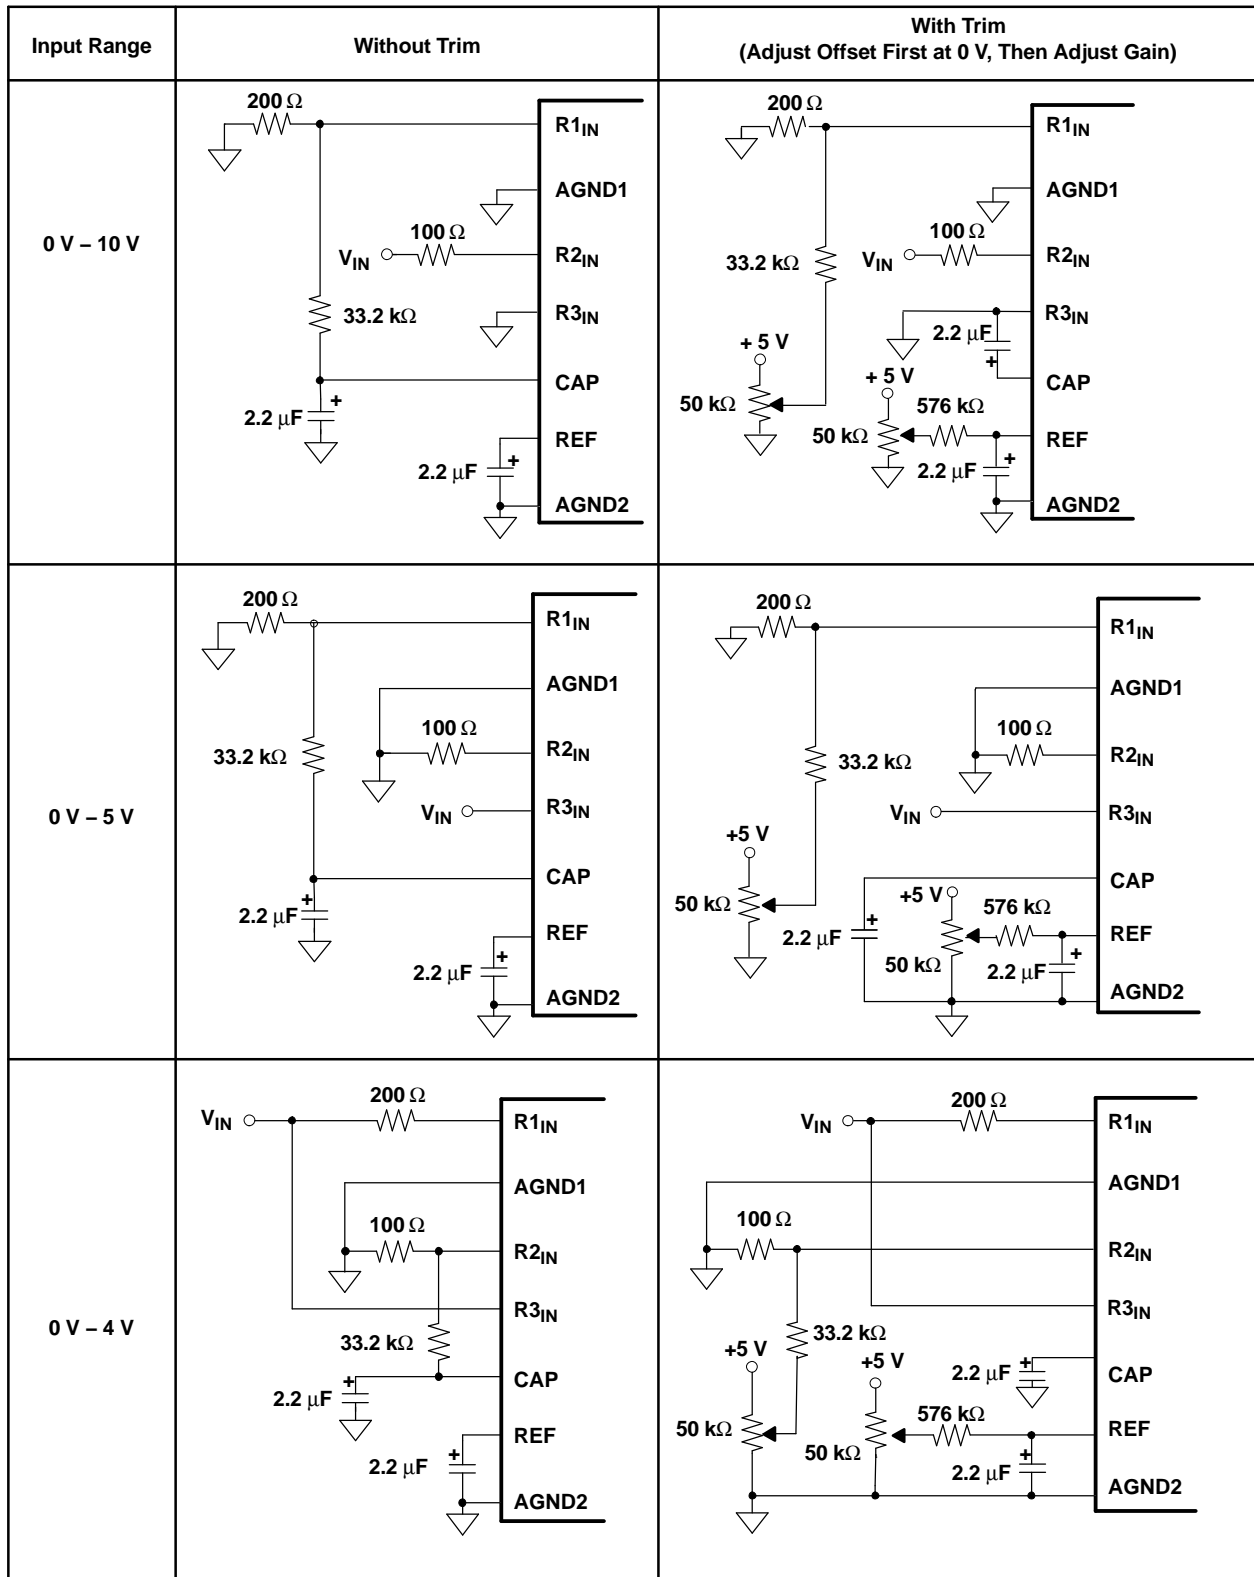 Input Range
Without Trim
With Trim
(Adjust Offset First at 0 V, Then Adjust Gain)
0 V – 10 V
200 Ω
R1IN
AGND1
100 Ω
VIN
R2IN
33.2 kΩ
R3IN
CAP
2.2 µF
+
REF
2.2 µF
+
AGND2
200 Ω
R1IN
AGND1
100 Ω
33.2 kΩ
VIN
R2IN
R3IN
2.2 µF
+
+ 5 V
CAP
+ 5 V
50 kΩ
576 kΩ
50 kΩ
REF
2.2 µF
+
AGND2
0 V – 5 V
200 Ω
R1IN
AGND1
100 Ω
33.2 kΩ
R2IN
VIN
R3IN
CAP
+
2.2 µF
REF
+
2.2 µF
AGND2
200 Ω
R1IN
AGND1
100 Ω
33.2 kΩ
R2IN
VIN
R3IN
+5 V
CAP
+5 V
50 kΩ
576 kΩ
+
2.2 µF
REF
50 kΩ
2.2 µF
+
AGND2
0 V – 4 V
200 Ω
VIN
R1IN
AGND1
100 Ω
R2IN
R3IN
33.2 kΩ
CAP
+
2.2 µF
REF
+
2.2 µF
AGND2
200 Ω
VIN
R1IN
AGND1
100 Ω
R2IN
R3IN
33.2 kΩ
+5 V
+5 V
+
2.2 µF
CAP
576 kΩ
50 kΩ
REF
50 kΩ
+
2.2 µF
AGND2